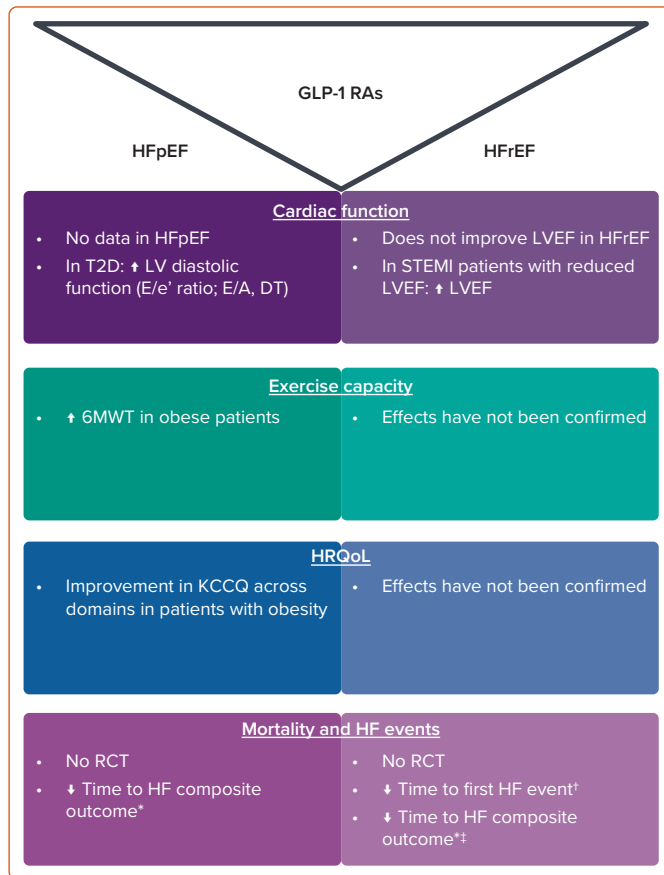 GLP-1 RAs
HFpEF
HFrEF
Cardiac function
• No data in HFpEF
• In T2D: ↑ LV diastolic
function (E/e’ ratio; E/A, DT)
• Does not improve LVEF in HFrEF
• In STEMI patients with reduced
LVEF: ↑ LVEF
Exercise capacity
• ↑ 6MWT in obese patients
• Effects have not been confirmed
HRQoL
• Improvement in KCCQ across
domains in patients with obesity
• Effects have not been confirmed
Mortality and HF events
• No RCT
• ↓ Time to HF composite
outcome*
• No RCT
• ↓ Time to first HF event†
• ↓ Time to HF composite
outcome*‡